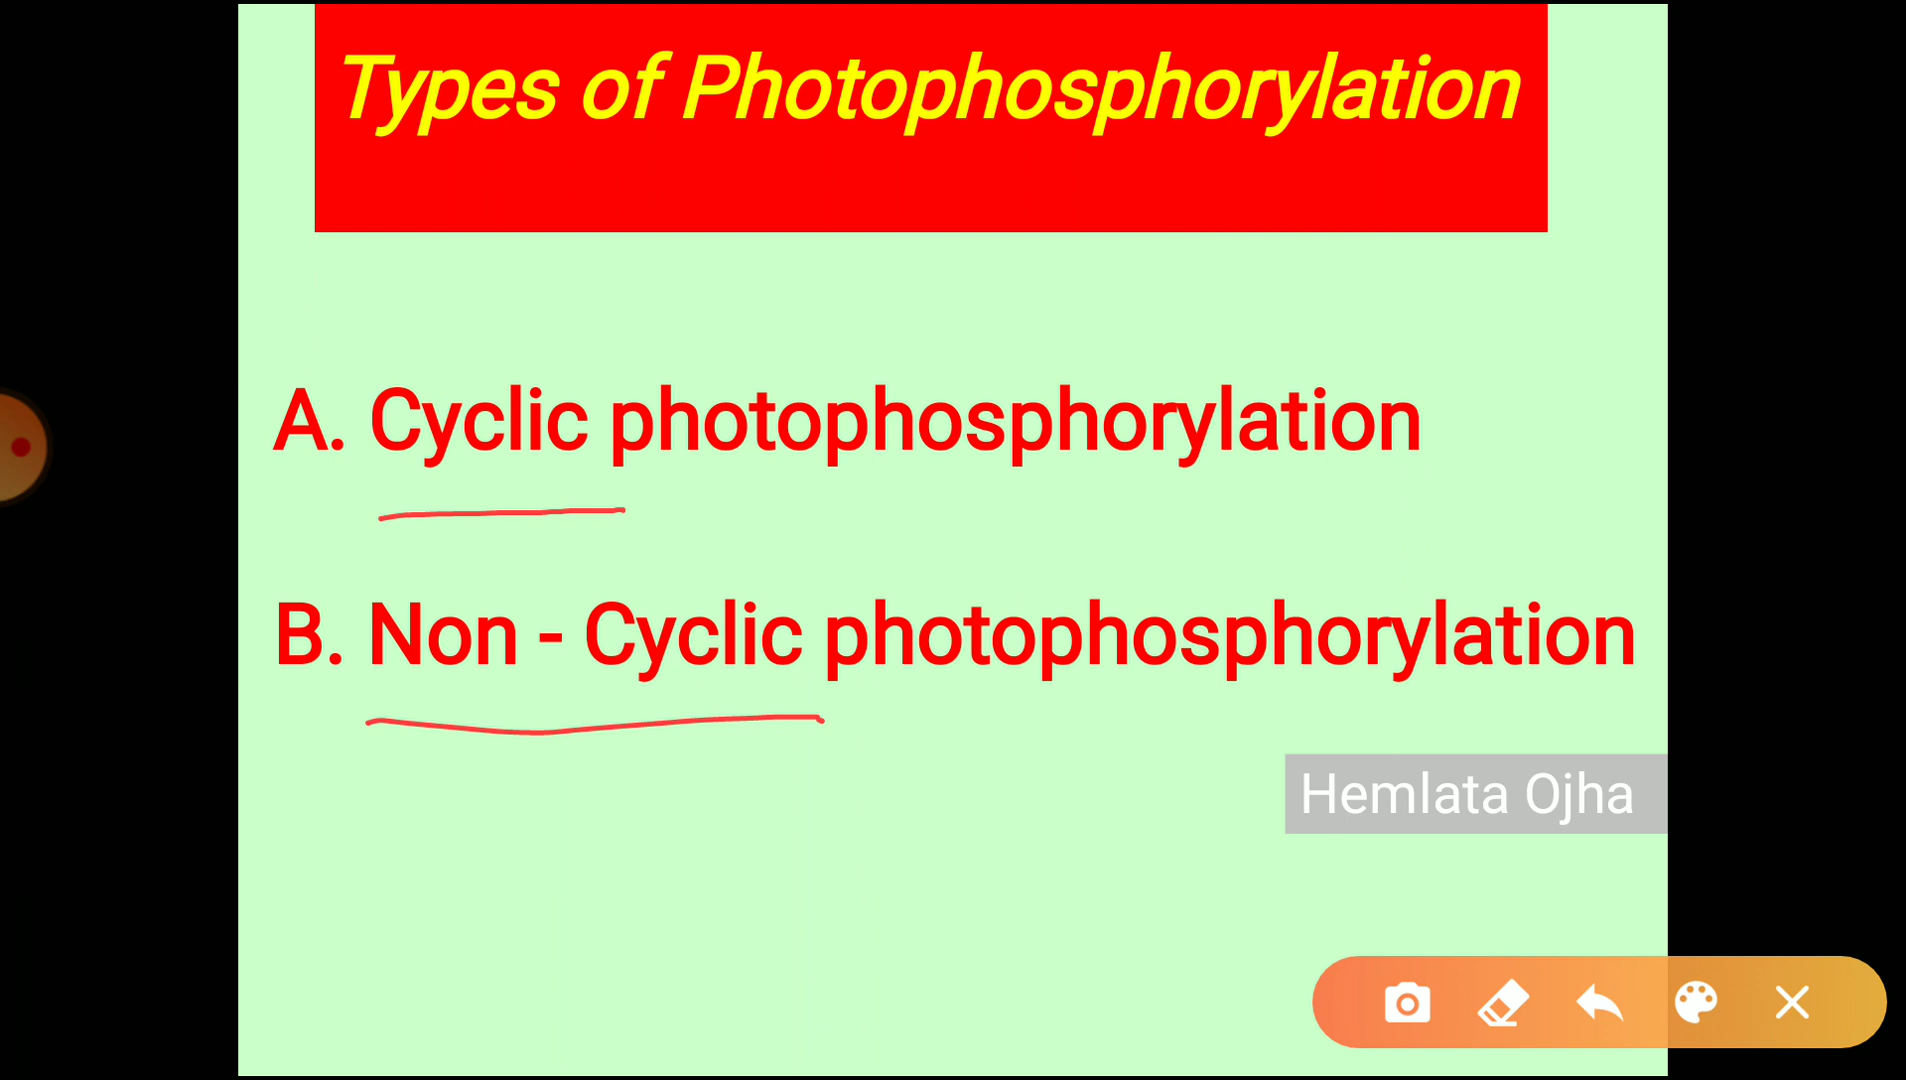 Types of Photophosphorylation
A. Cyclic photophosphorylation
B. Non - Cyclic photophosphorylation
Hemlata Ojha